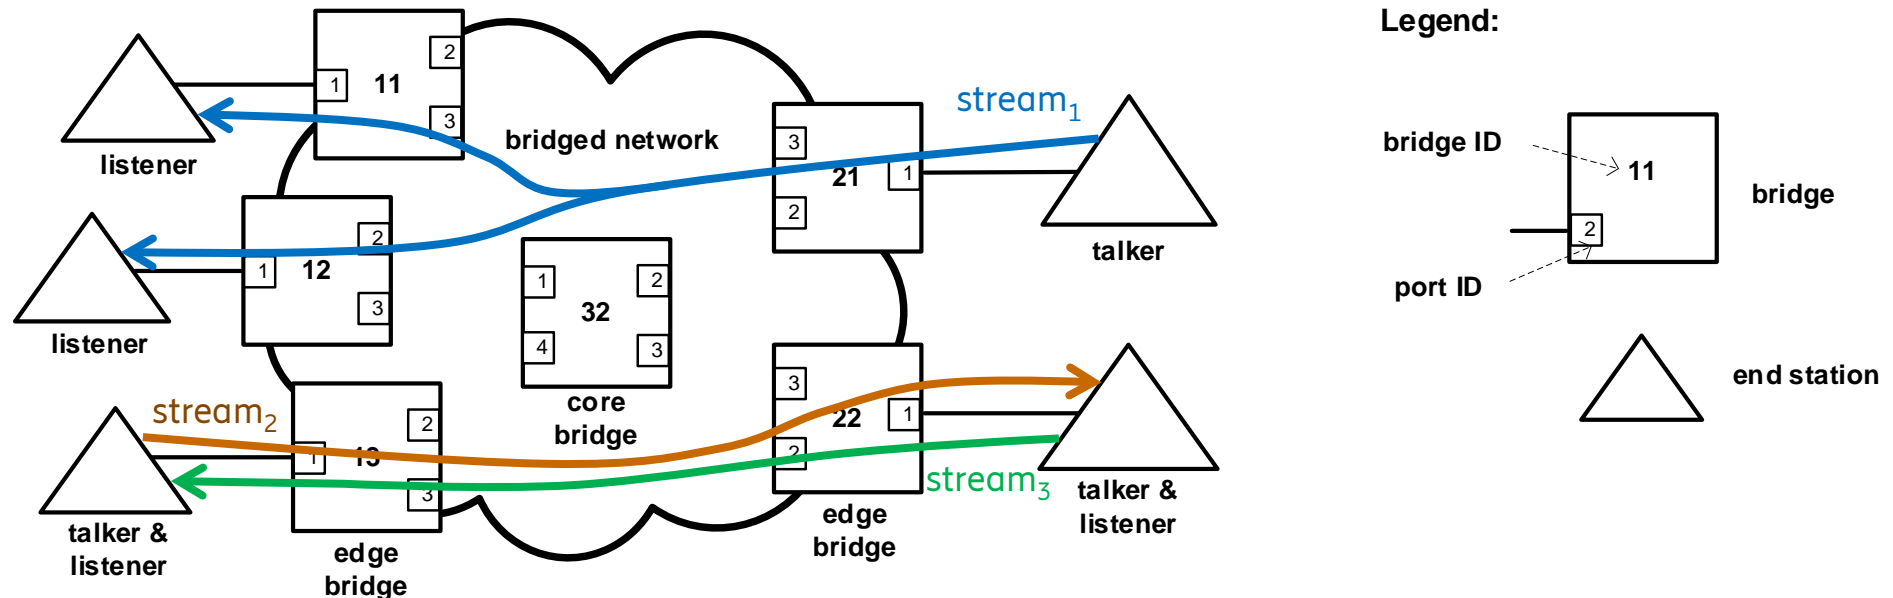 Legend:
2
11
1
3
listener
bridged network
stream1
3
21
1
2
talker
bridge ID
11
bridge
2
port ID
2
12
1
3
listener
1
2
32
4
3
core
bridge
end station
stream2
2
1
13
3
talker &
listener
edge
bridge
3
22
1
2
stream3
edge
bridge
talker &
listener